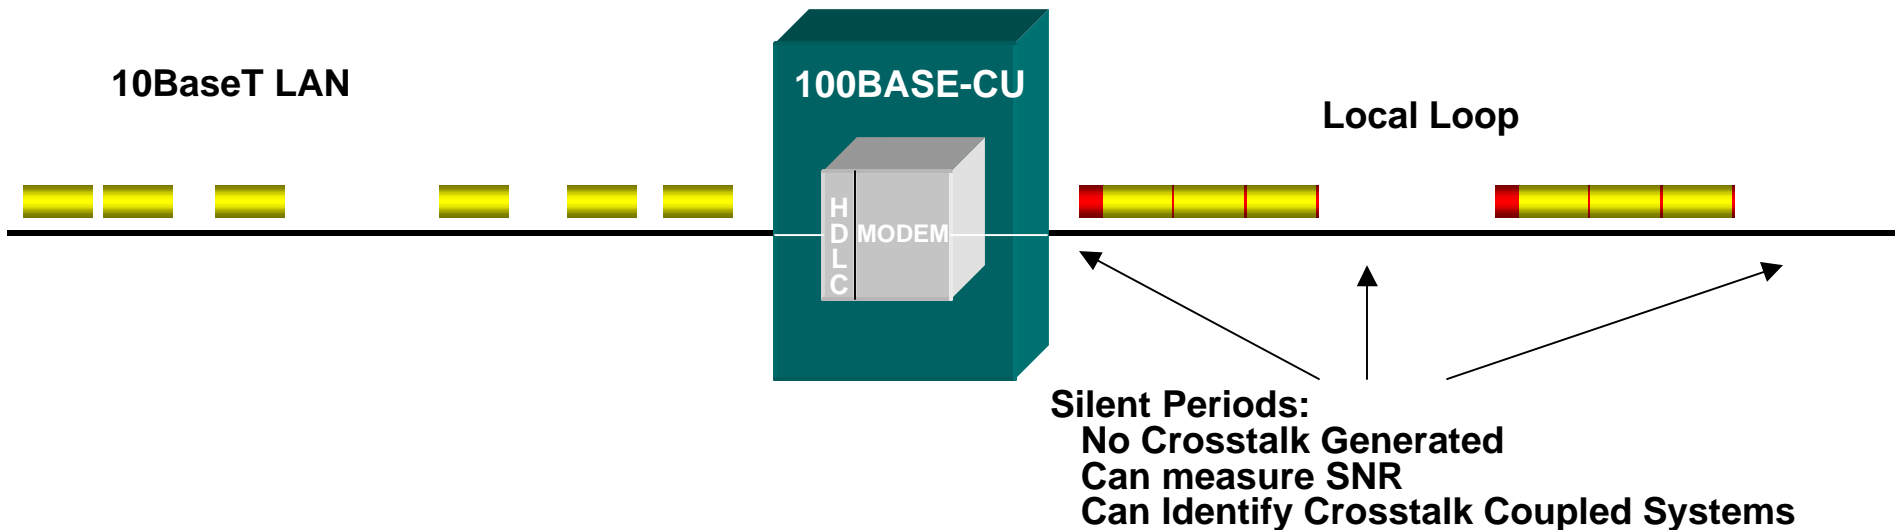 10BaseT LAN
100BASE-CU
Local Loop
HDLC
MODEM
Silent Periods:
No Crosstalk Generated
Can measure SNR
Can Identify Crosstalk Coupled Systems